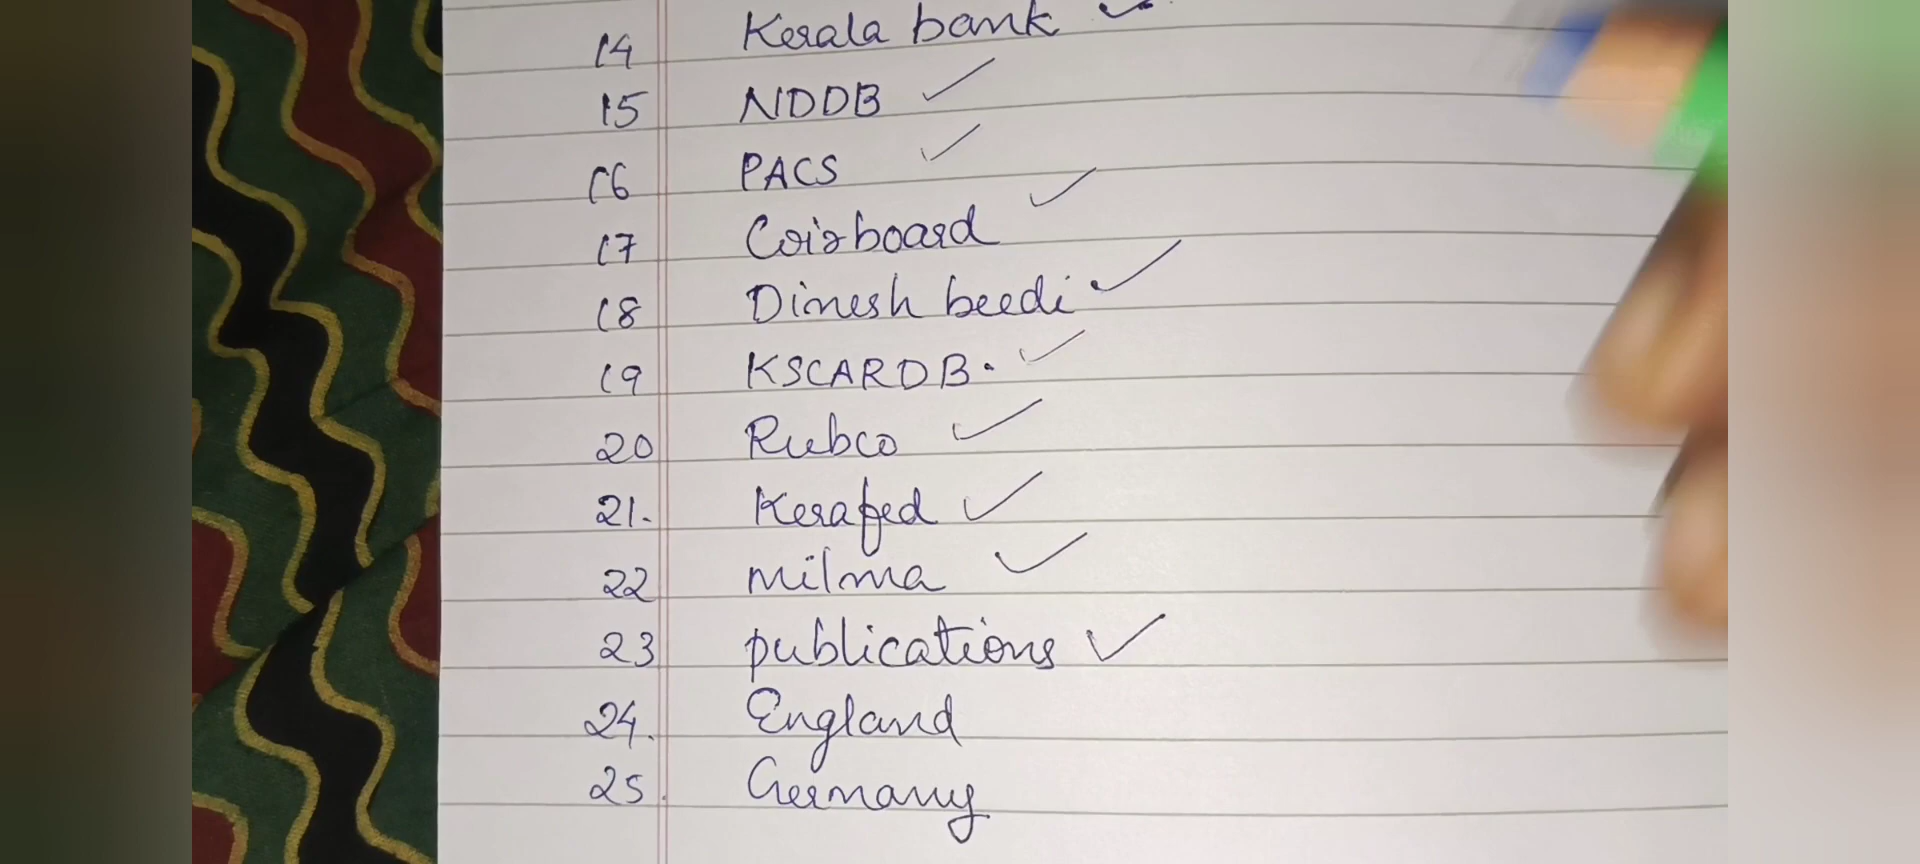 14 Kerala bank ✓
15 NDDB ✓
16 PACS ✓
17 Coirboard ✓
18 Dinesh beedi ✓
19 KSCARDB. ✓
20 Rubco ✓
21. Kerafed ✓
22 milma ✓
23 publications ✓
24. England
25. Germany